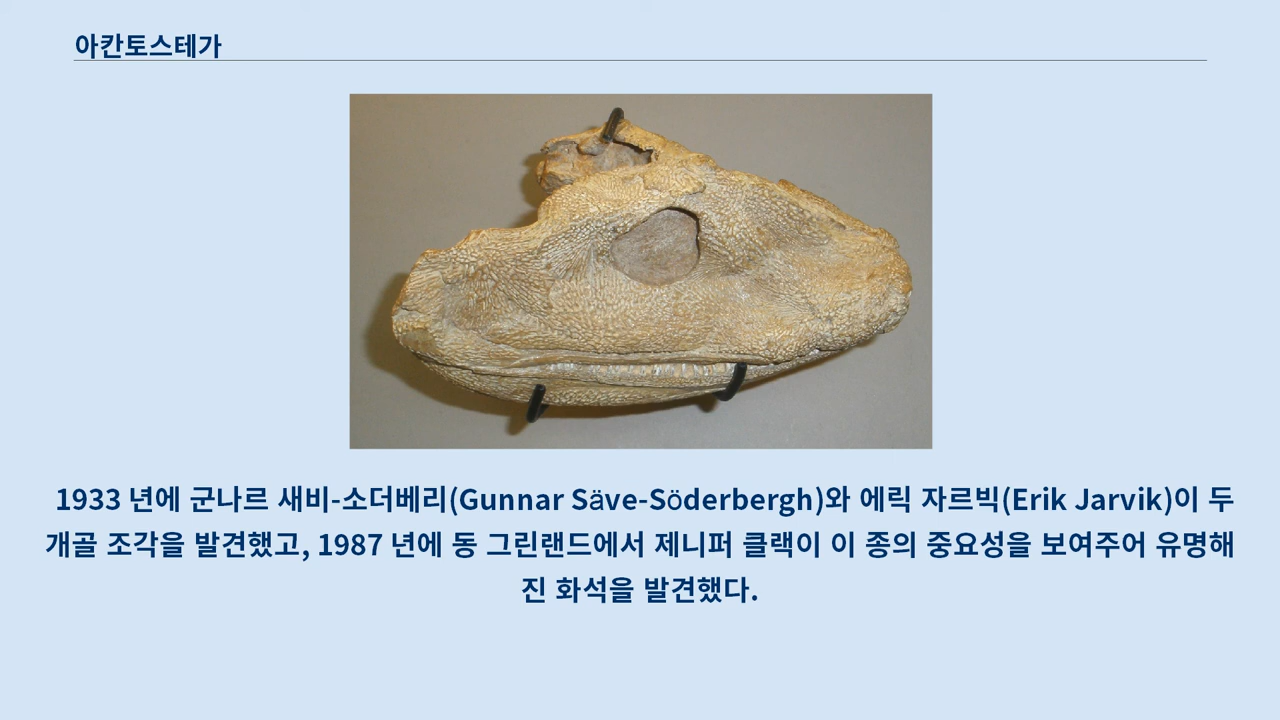 아칸토스테가
1933 년에 군나르 새비-소더베리(Gunnar Säve-Söderbergh)와 에릭 자르빅(Erik Jarvik)이 두
개골 조각을 발견했고, 1987 년에 동 그린랜드에서 제니퍼 클랙이 이 종의 중요성을 보여주어 유명해
진 화석을 발견했다.